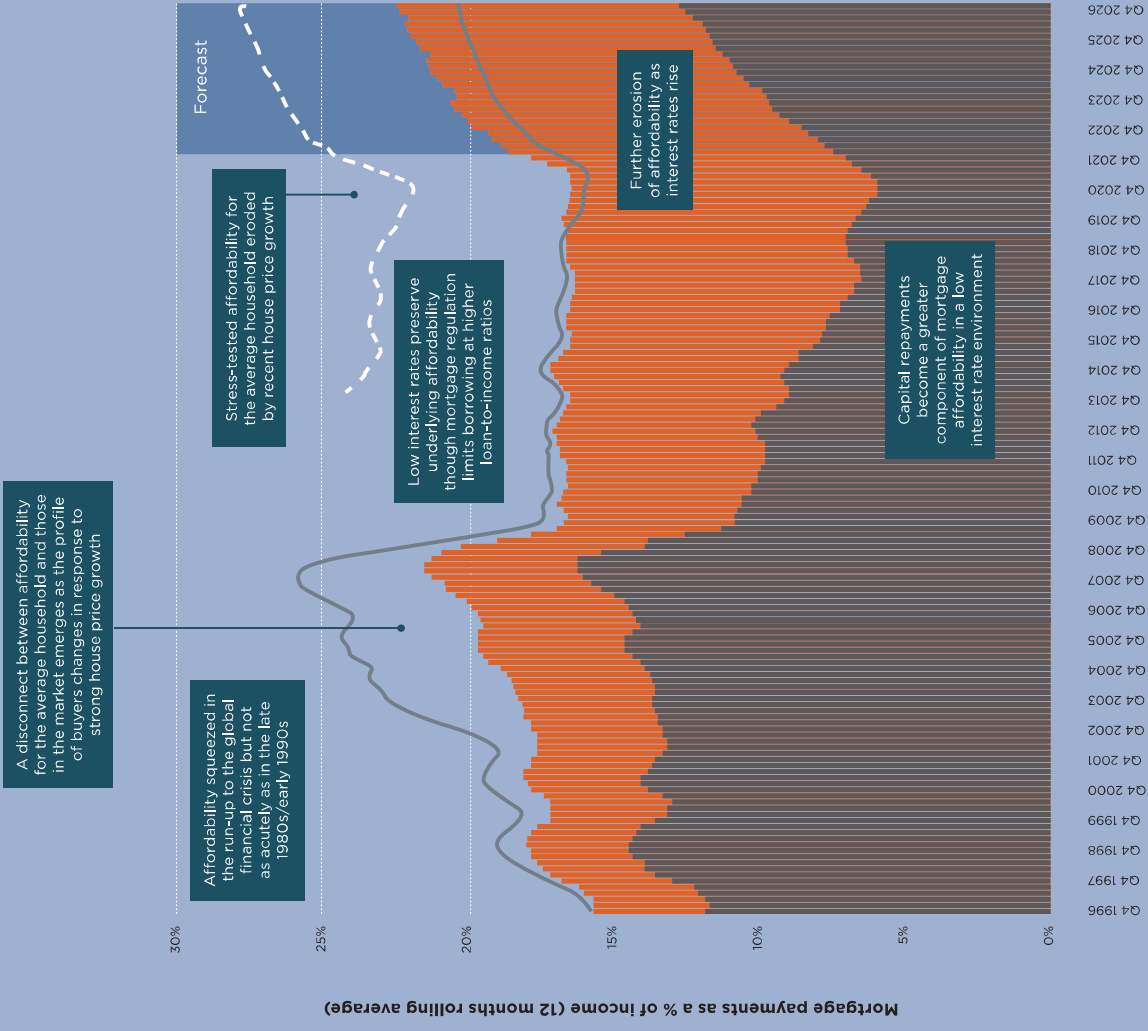 Mortgage payments as a % of income (12 months rolling average)
30%
25%
20%
15%
10%
5%
0%
A disconnect between affordability
for the average household and those
in the market emerges as the profile
of buyers changes in response to
strong house price growth
Affordability squeezed in
the run-up to the global
financial crisis but not
as acutely as in the late
1980s/early 1990s
Stress-tested affordability for
the average household eroded
by recent house price growth
Low interest rates preserve
underlying affordability
though mortgage regulation
limits borrowing at higher
loan-to-income ratios
Forecast
Further erosion
of affordability as
interest rates rise
Capital repayments
become a greater
component of mortgage
affordability in a low
interest rate environment
Q4 1996
Q4 1997
Q4 1998
Q4 1999
Q4 2000
Q4 2001
Q4 2002
Q4 2003
Q4 2004
Q4 2005
Q4 2006
Q4 2007
Q4 2008
Q4 2009
Q4 2010
Q4 2011
Q4 2012
Q4 2013
Q4 2014
Q4 2015
Q4 2016
Q4 2017
Q4 2018
Q4 2019
Q4 2020
Q4 2021
Q4 2022
Q4 2023
Q4 2024
Q4 2025
Q4 2026